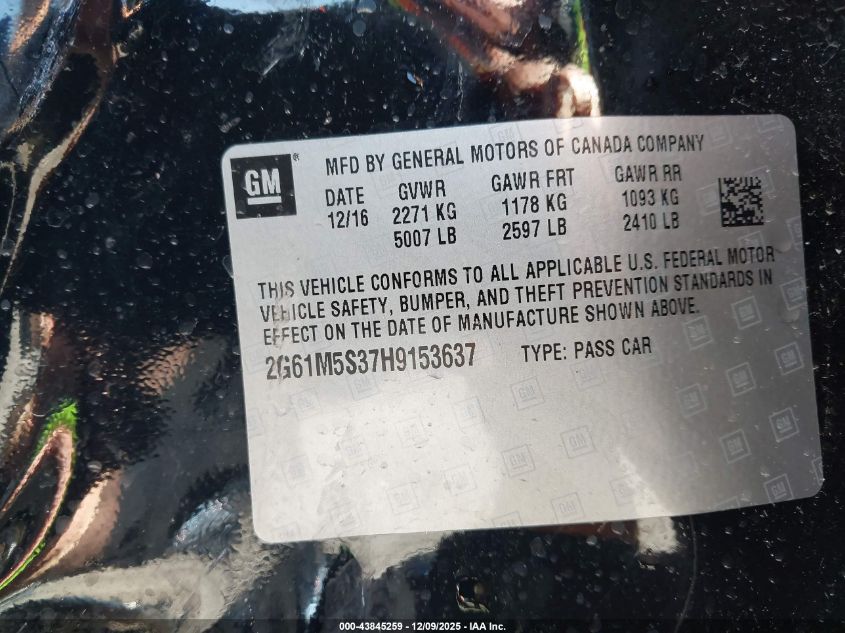 GM®
MFD BY GENERAL MOTORS OF CANADA COMPANY
DATE GVWR GAWR FRT GAWR RR
12/16 2271 KG 1178 KG 1093 KG
5007 LB 2597 LB 2410 LB
THIS VEHICLE CONFORMS TO ALL APPLICABLE U.S. FEDERAL MOTOR
VEHICLE SAFETY, BUMPER, AND THEFT PREVENTION STANDARDS IN
EFFECT ON THE DATE OF MANUFACTURE SHOWN ABOVE.
2G61M5S37H9153637 TYPE: PASS CAR
000-43845259 - 12/09/2025 - IAA Inc.